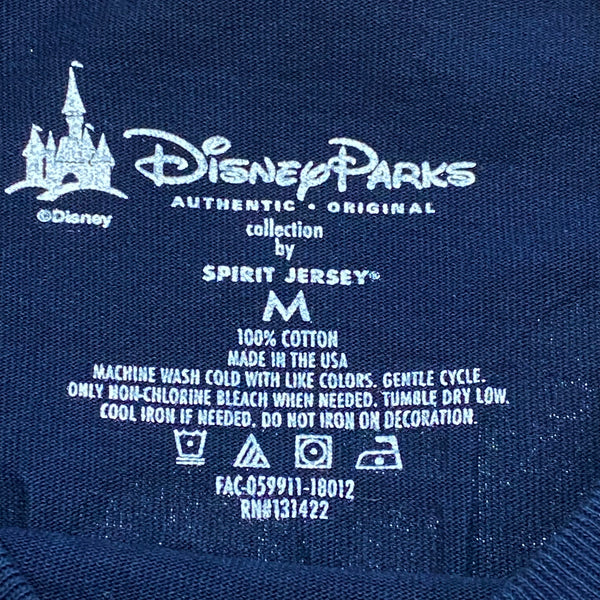 DISNEY PARKS
©Disney
AUTHENTIC • ORIGINAL
collection
by
SPIRIT JERSEY®
M
100% COTTON
MADE IN THE USA
MACHINE WASH COLD WITH LIKE COLORS. GENTLE CYCLE.
ONLY NON-CHLORINE BLEACH WHEN NEEDED. TUMBLE DRY LOW.
COOL IRON IF NEEDED. DO NOT IRON ON DECORATION.
FAC-059911-18012
RN#131422